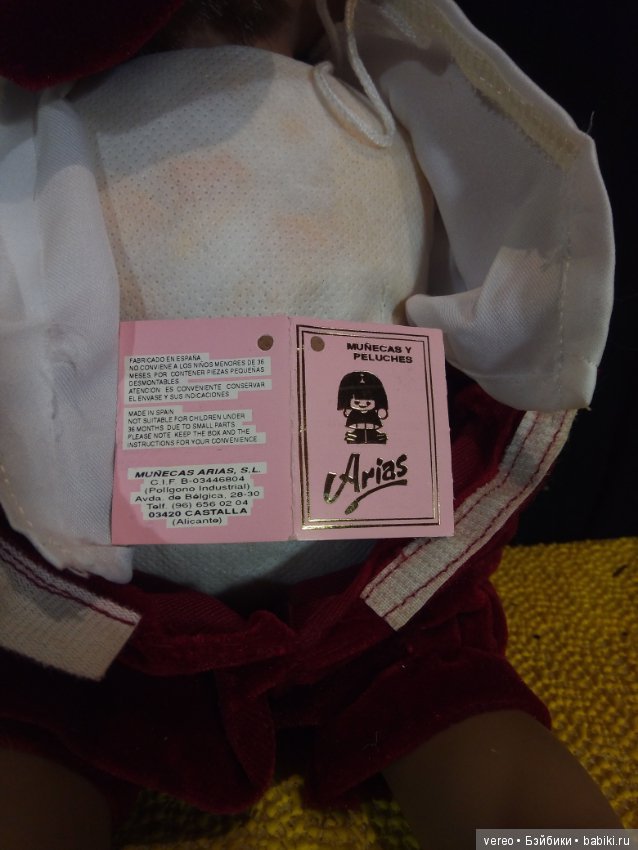 FABRICADO EN ESPAÑA
NO CONVIENE A LOS NIÑOS MENORES DE 36
MESES, POR CONTENER PIEZAS PEQUEÑAS
DESMONTABLES.
ATENCION: ES CONVENIENTE CONSERVAR
EL ENVASE Y SUS INDICACIONES
MADE IN SPAIN
NOT SUITABLE FOR CHILDREN UNDER
36 MONTHS, DUE TO SMALL PARTS
PLEASE NOTE: KEEP THE BOX AND THE
INSTRUCTIONS FOR YOUR CONVENIENCE
MUÑECAS ARIAS, S.L.
C.I.F. B-03446804
(Polígono Industrial)
Avda. de Bélgica, 28-30
Telf. (96) 656 02 04
03420 CASTALLA
(Alicante)
MUÑECAS Y
PELUCHES
Arias
vereo • Бэйбики • babiki.ru